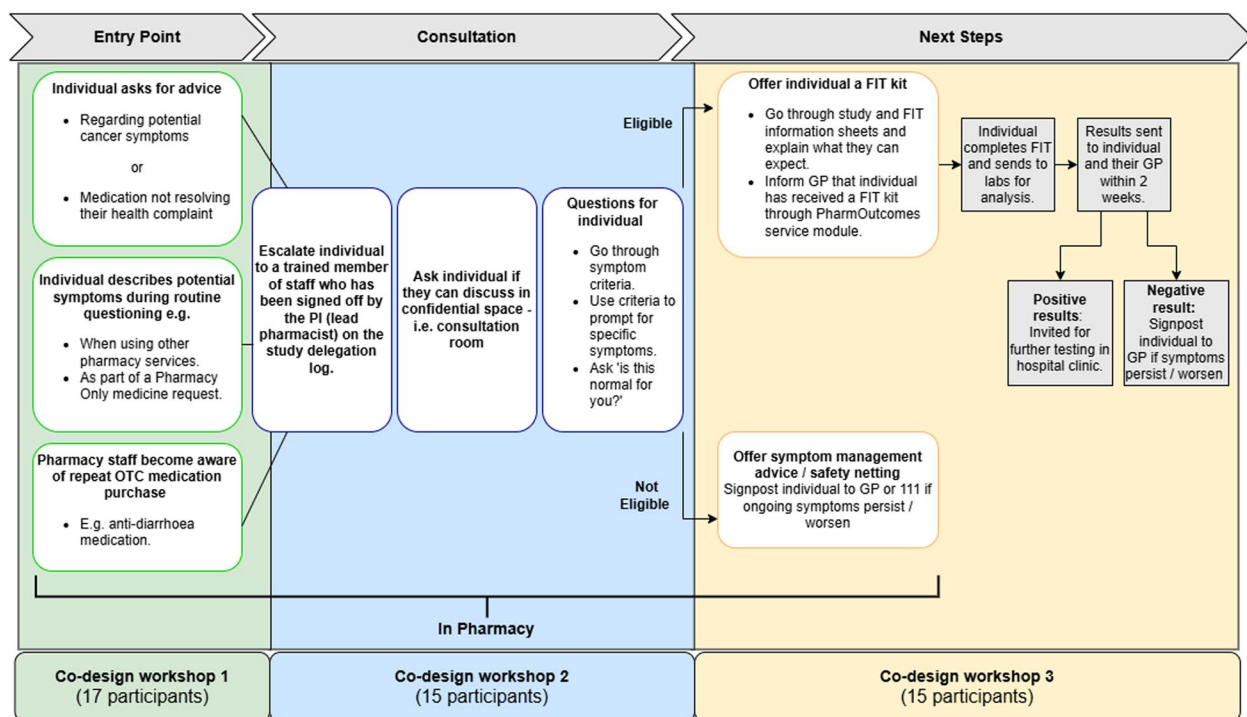 Entry Point
Consultation
Next Steps
Individual asks for advice
• Regarding potential
cancer symptoms
or
• Medication not resolving
their health complaint
Individual describes potential
symptoms during routine
questioning e.g.
• When using other
pharmacy services.
• As part of a Pharmacy
Only medicine request.
Pharmacy staff become aware
of repeat OTC medication
purchase
• E.g. anti-diarrhoea
medication.
Escalate individual
to a trained member
of staff who has
been signed off by
the PI (lead
pharmacist) on the
study delegation
log.
Ask individual if
they can discuss in
confidential space -
i.e. consultation
room
Questions for
individual
• Go through
symptom
criteria.
• Use criteria to
prompt for
specific
symptoms.
• Ask 'is this
normal for
you?'
Eligible
Not
Eligible
Offer individual a FIT kit
• Go through study and FIT
information sheets and
explain what they can
expect.
• Inform GP that individual
has received a FIT kit
through PharmOutcomes
service module.
Individual
completes FIT
and sends to
labs for
analysis.
Results sent
to individual
and their GP
within 2
weeks.
Positive
results:
Invited for
further testing in
hospital clinic.
Negative
result:
Signpost
individual to
GP if symptoms
persist / worsen
Offer symptom management
advice / safety netting
Signpost individual to GP or 111 if
ongoing symptoms persist /
worsen
In Pharmacy
Co-design workshop 1
(17 participants)
Co-design workshop 2
(15 participants)
Co-design workshop 3
(15 participants)